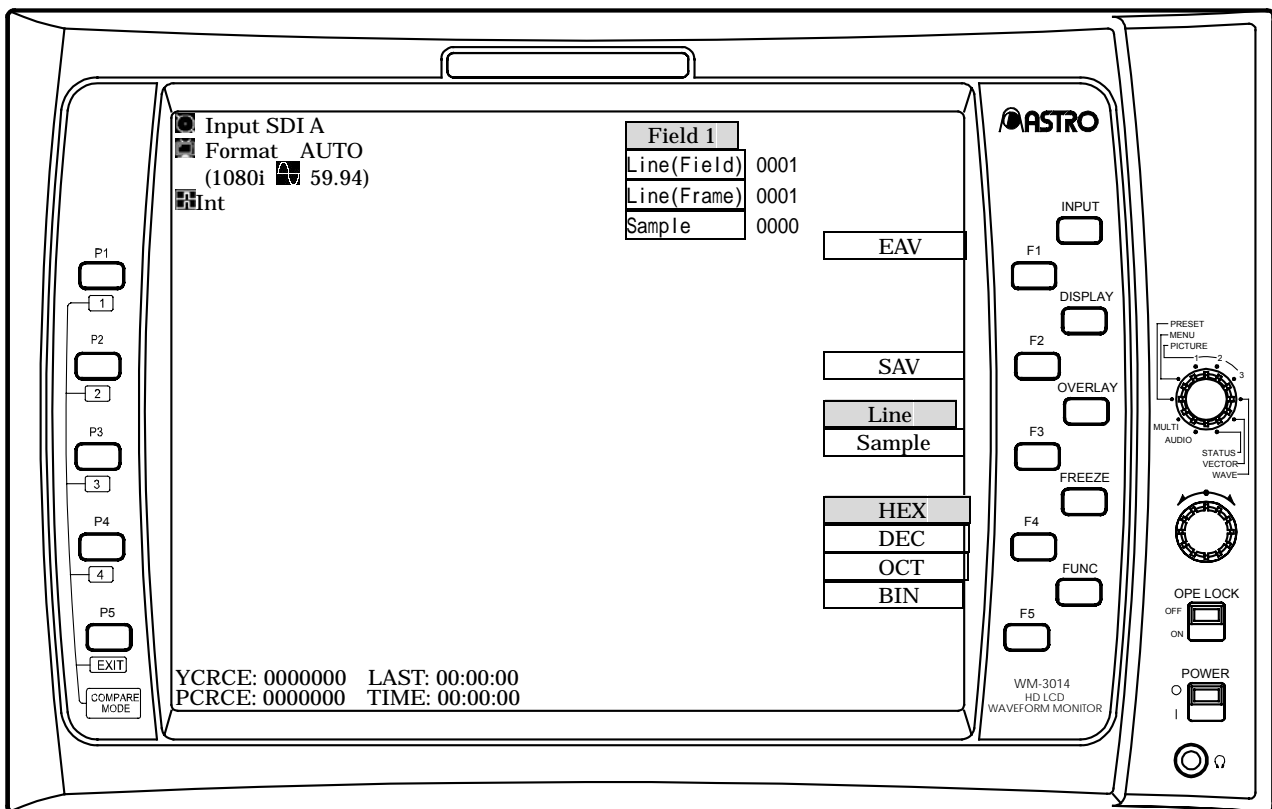 Input SDI A
Format AUTO
(1080i 59.94)
Int
Field 1
Line(Field) 0001
Line(Frame) 0001
Sample 0000
EAV
SAV
Line
Sample
HEX
DEC
OCT
BIN
YCRCE: 0000000 LAST: 00:00:00
PCRCE: 0000000 TIME: 00:00:00
P1
1
P2
2
P3
3
P4
4
P5
EXIT
COMPARE
MODE
ASTRO
INPUT
F1
DISPLAY
F2
OVERLAY
F3
FREEZE
F4
FUNC
F5
WM-3014
HD LCD
WAVEFORM MONITOR
PRESET
MENU
PICTURE
1 2 3
MULTI
AUDIO
STATUS
VECTOR
WAVE
OPE LOCK
OFF
ON
POWER
O
I